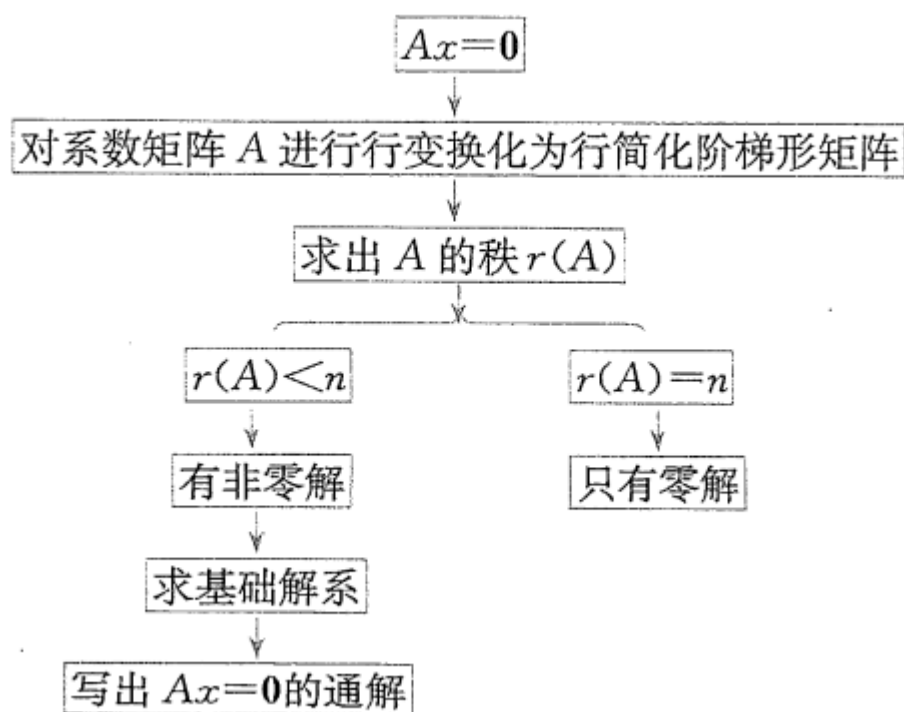 Ax=0
对系数矩阵 A 进行行变换化为行简化阶梯形矩阵
求出 A 的秩 r(A)
r(A)<n
r(A)=n
有非零解
只有零解
求基础解系
写出 Ax=0的通解